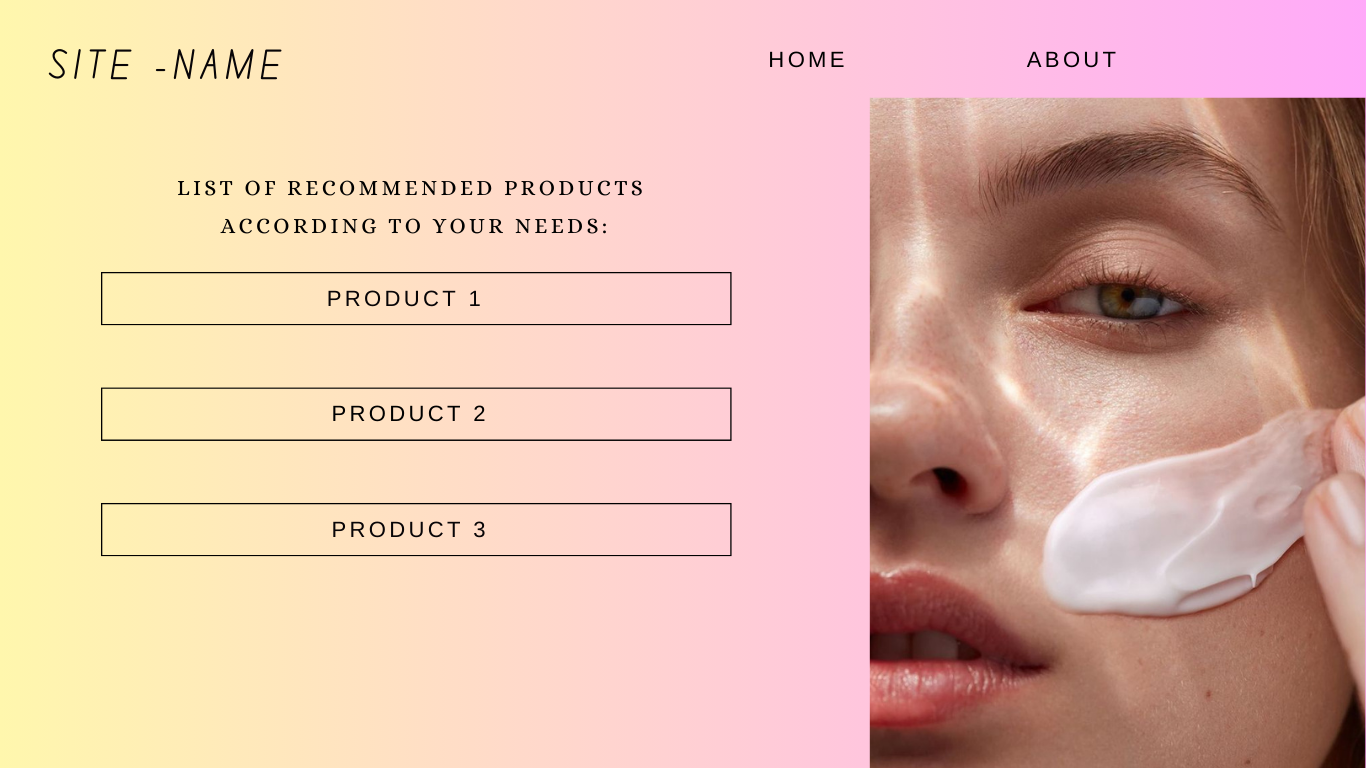 SITE -NAME
HOME
ABOUT
LIST OF RECOMMENDED PRODUCTS
ACCORDING TO YOUR NEEDS:
PRODUCT 1
PRODUCT 2
PRODUCT 3